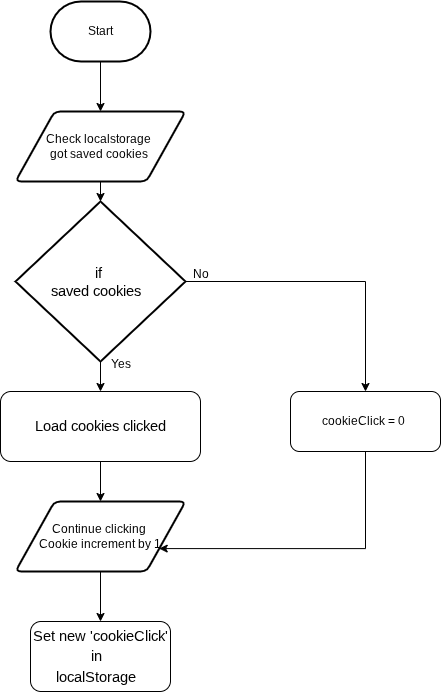 Start
Check localstorage
got saved cookies
if
saved cookies
No
Yes
Load cookies clicked
cookieClick = 0
Continue clicking
Cookie increment by 1
Set new 'cookieClick'
in
localStorage